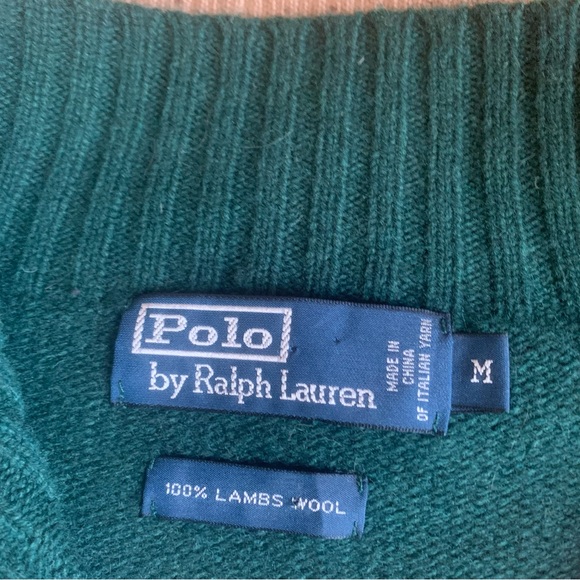 Polo
by Ralph Lauren
MADE IN
CHINA
OF ITALIAN YARN
M
100% LAMBS WOOL